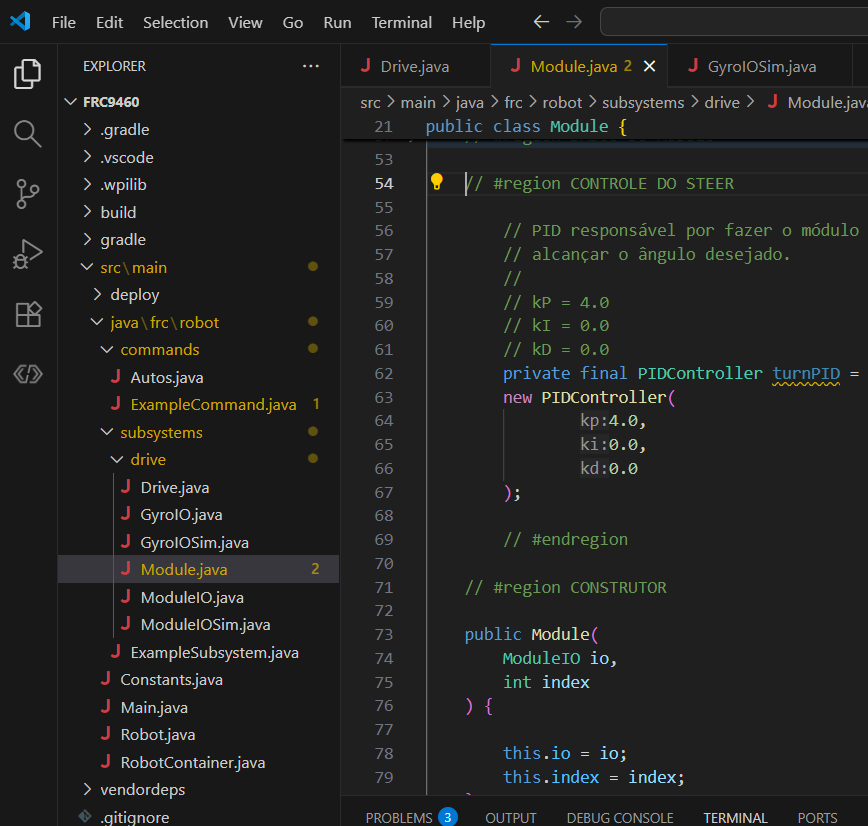 File Edit Selection View Go Run Terminal Help
EXPLORER ...
FRC9460
.gradle
.vscode
.wpilib
build
gradle
src\main
deploy
java\frc\robot
commands
Autos.java
ExampleCommand.java 1
subsystems
drive
Drive.java
GyroIO.java
GyroIOSim.java
Module.java 2
ModuleIO.java
ModuleIOSim.java
ExampleSubsystem.java
Constants.java
Main.java
Robot.java
RobotContainer.java
vendordeps
.gitignore
Drive.java Module.java 2 GyroIOSim.java
src > main > java > frc > robot > subsystems > drive > Module.java
21 public class Module {
53
54 // #region CONTROLE DO STEER
55
56 // PID responsável por fazer o módulo
57 // alcançar o ângulo desejado.
58 //
59 // kP = 4.0
60 // kI = 0.0
61 // kD = 0.0
62 private final PIDController turnPID =
63 new PIDController(
64 kp:4.0,
65 ki:0.0,
66 kd:0.0
67 );
68
69 // #endregion
70
71 // #region CONSTRUTOR
72
73 public Module(
74 ModuleIO io,
75 int index
76 ) {
77
78 this.io = io;
79 this.index = index;
PROBLEMS 3 OUTPUT DEBUG CONSOLE TERMINAL PORTS